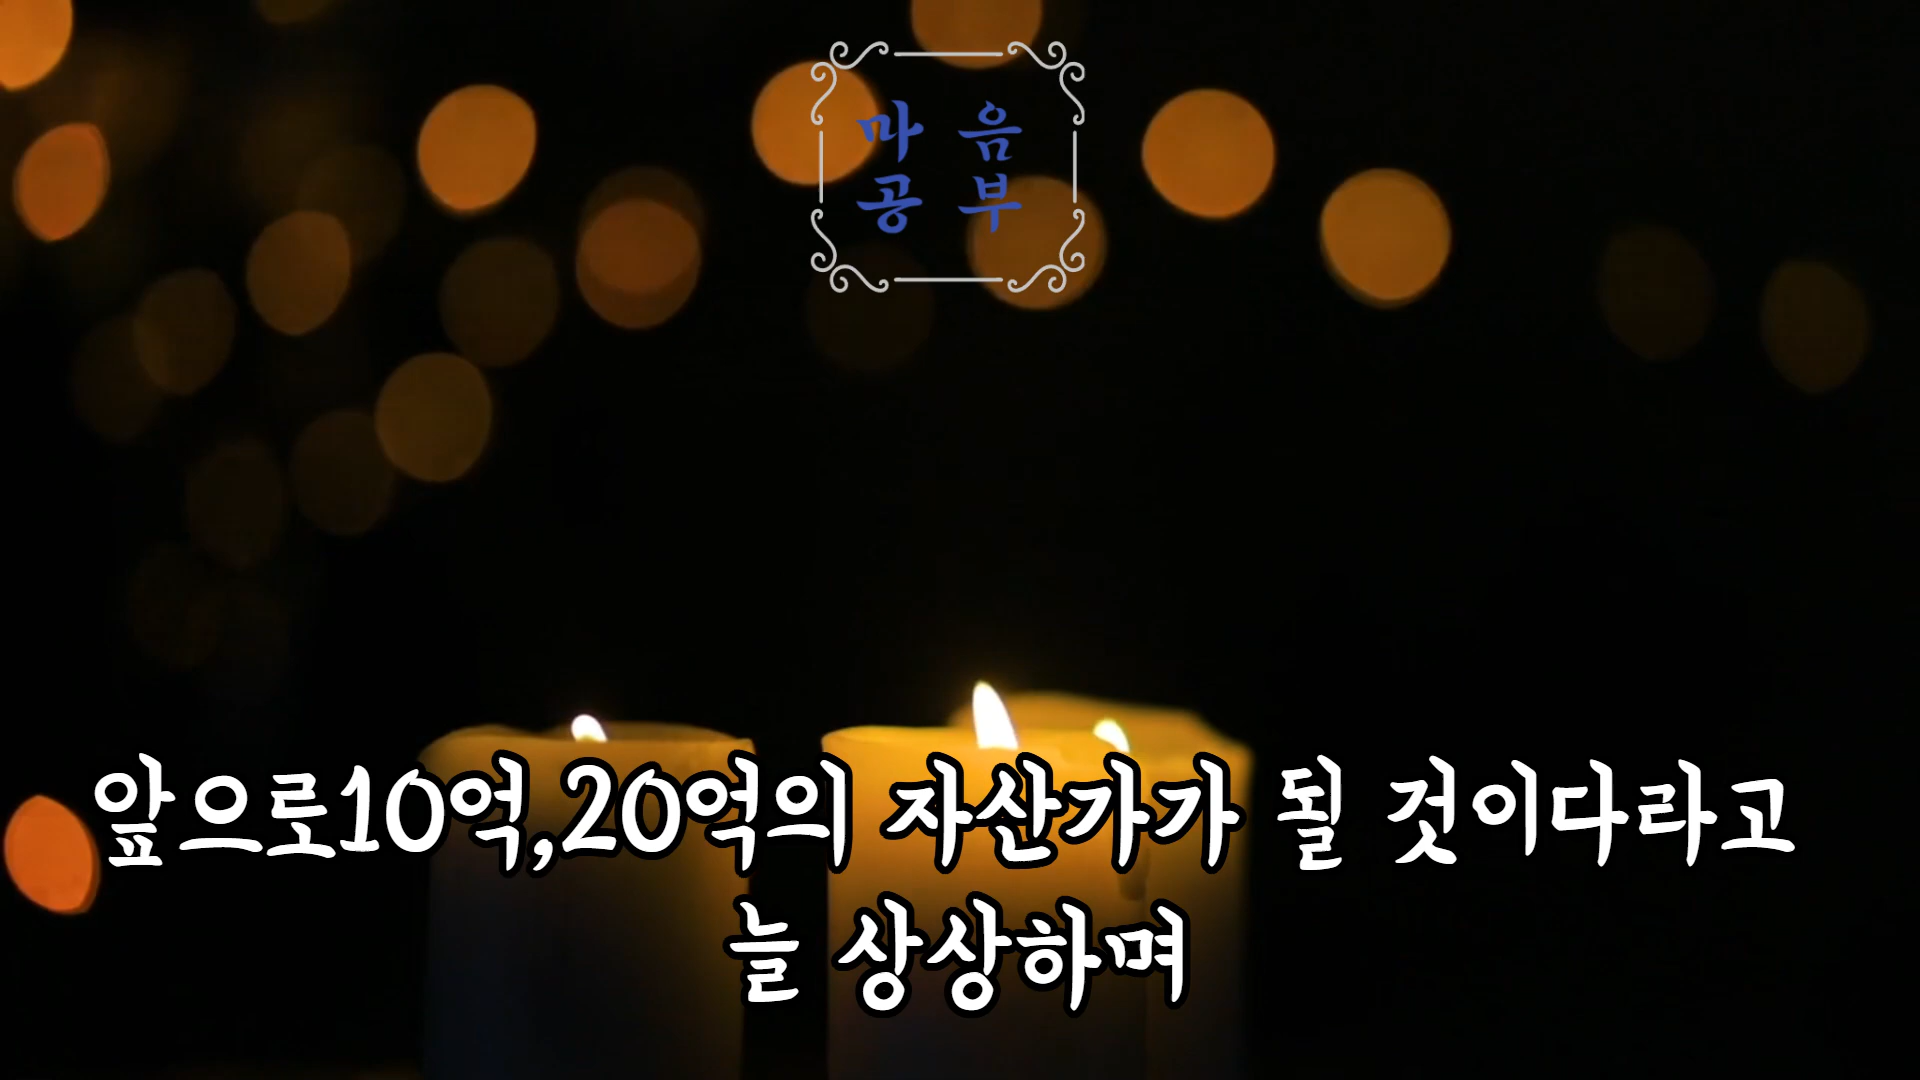 마 음
공 부
앞으로10억,20억의 자산가가 될 것이다라고
늘 상상하며